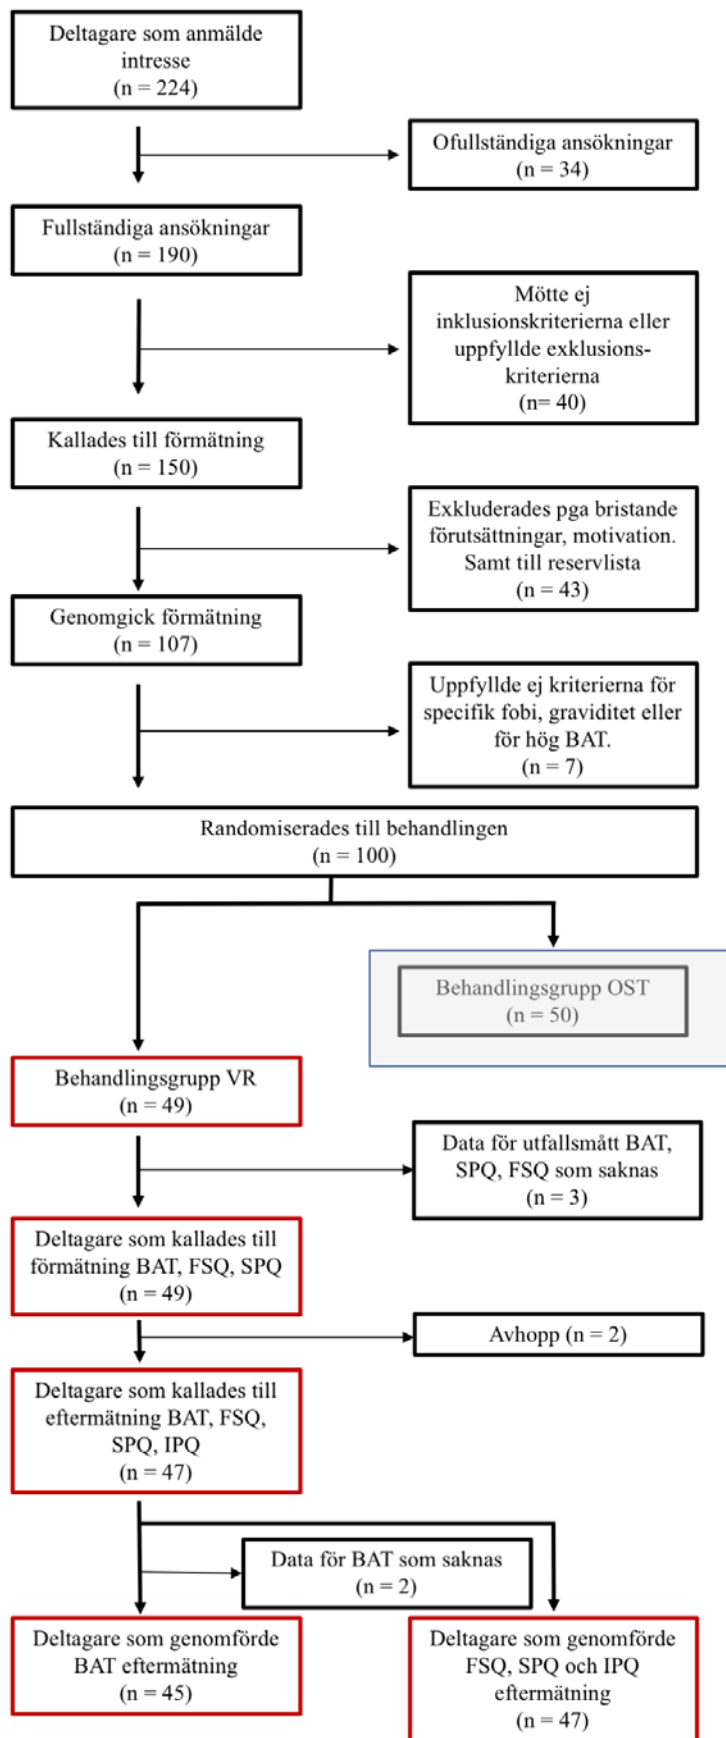 Deltagare som anmälde
intresse
(n = 224)
Ofullständiga ansökningar
(n = 34)
Fullständiga ansökningar
(n = 190)
Mötte ej
inklusionskriterierna eller
uppfyllde exklusions-
kriterierna
(n= 40)
Kallades till förmätning
(n = 150)
Exkluderades pga bristande
förutsättningar, motivation.
Samt till reservlista
(n = 43)
Genomgick förmätning
(n = 107)
Uppfyllde ej kriterierna för
specifik fobi, graviditet eller
för hög BAT.
(n = 7)
Randomiserades till behandlingen
(n = 100)
Behandlingsgrupp OST
(n = 50)
Behandlingsgrupp VR
(n = 49)
Data för utfallsmått BAT,
SPQ, FSQ som saknas
(n = 3)
Deltagare som kallades till
förmätning BAT, FSQ, SPQ
(n = 49)
Avhopp (n = 2)
Deltagare som kallades till
eftermätning BAT, FSQ,
SPQ, IPQ
(n = 47)
Data för BAT som saknas
(n = 2)
Deltagare som genomförde
BAT eftermätning
(n = 45)
Deltagare som genomförde
FSQ, SPQ och IPQ
eftermätning
(n = 47)